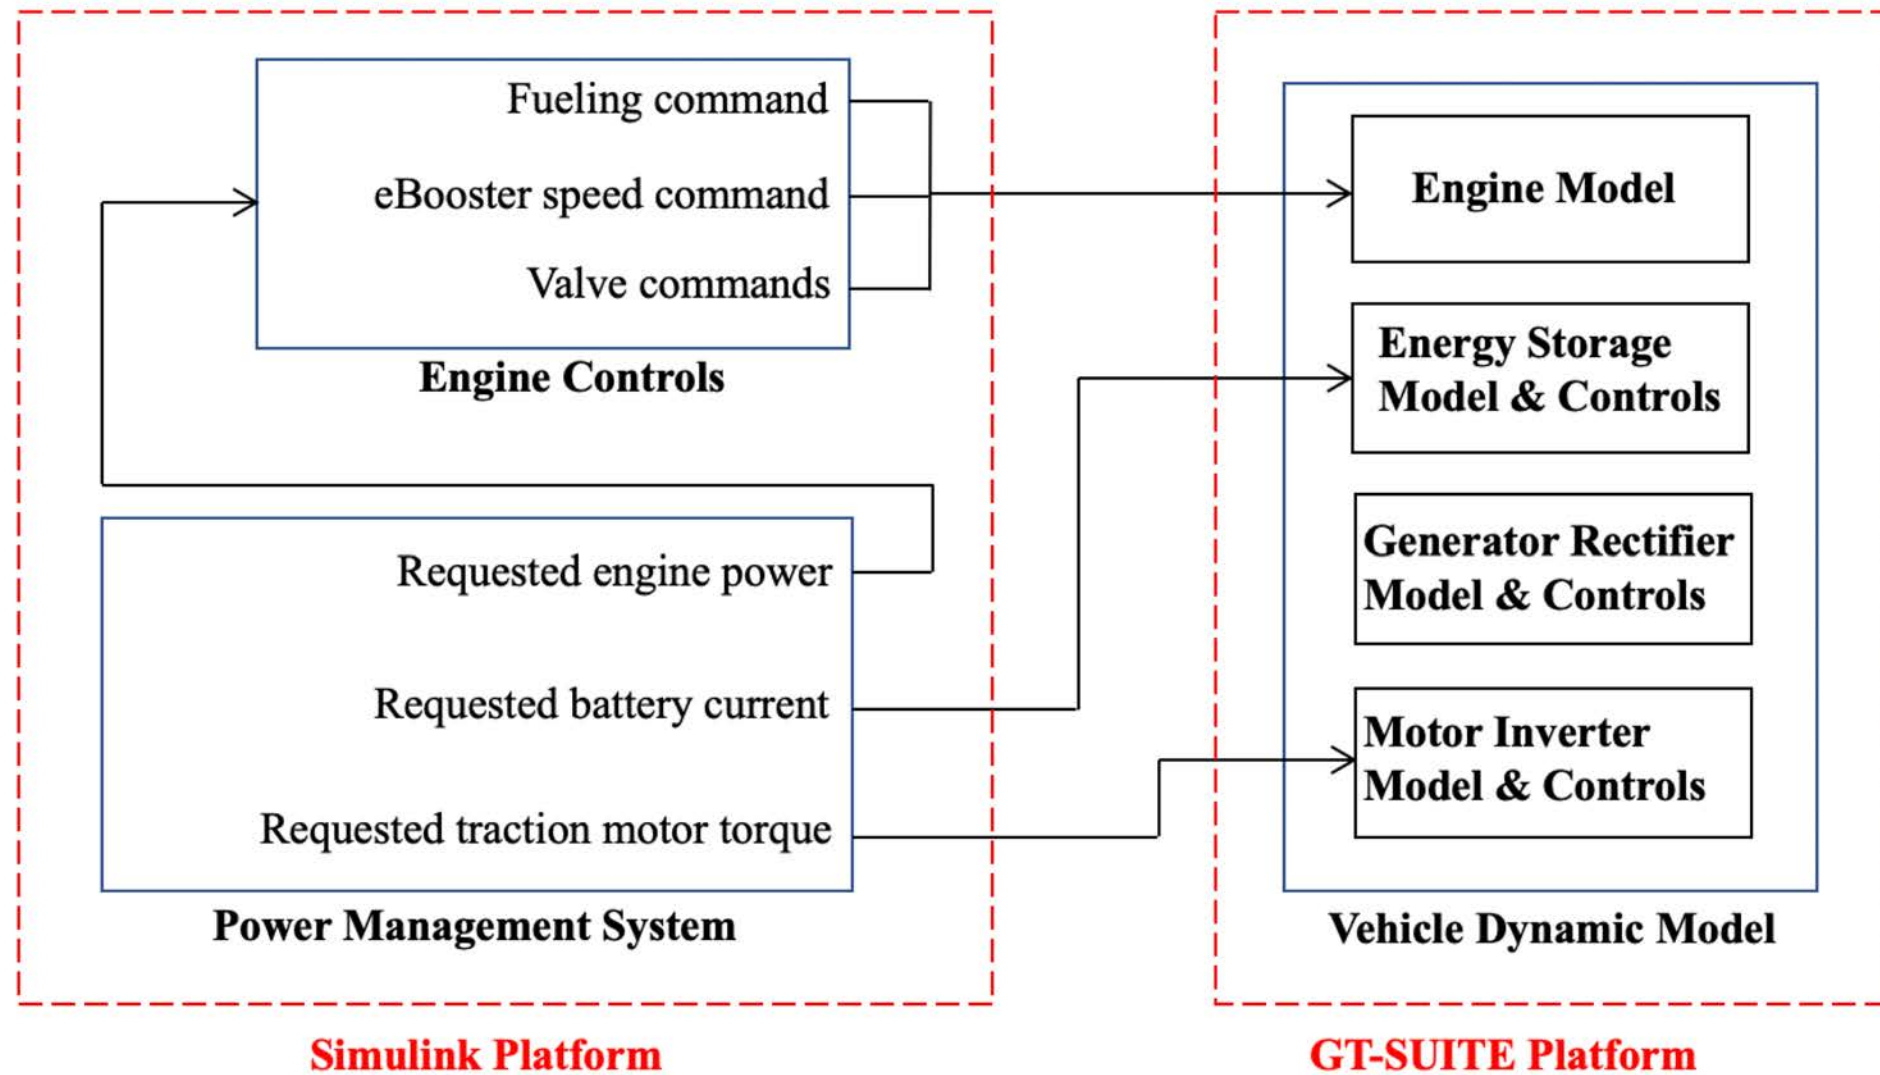 Fueling command
eBooster speed command
Valve commands
Engine Controls
Requested engine power
Requested battery current
Requested traction motor torque
Power Management System
Simulink Platform
Engine Model
Energy Storage
Model & Controls
Generator Rectifier
Model & Controls
Motor Inverter
Model & Controls
Vehicle Dynamic Model
GT-SUITE Platform